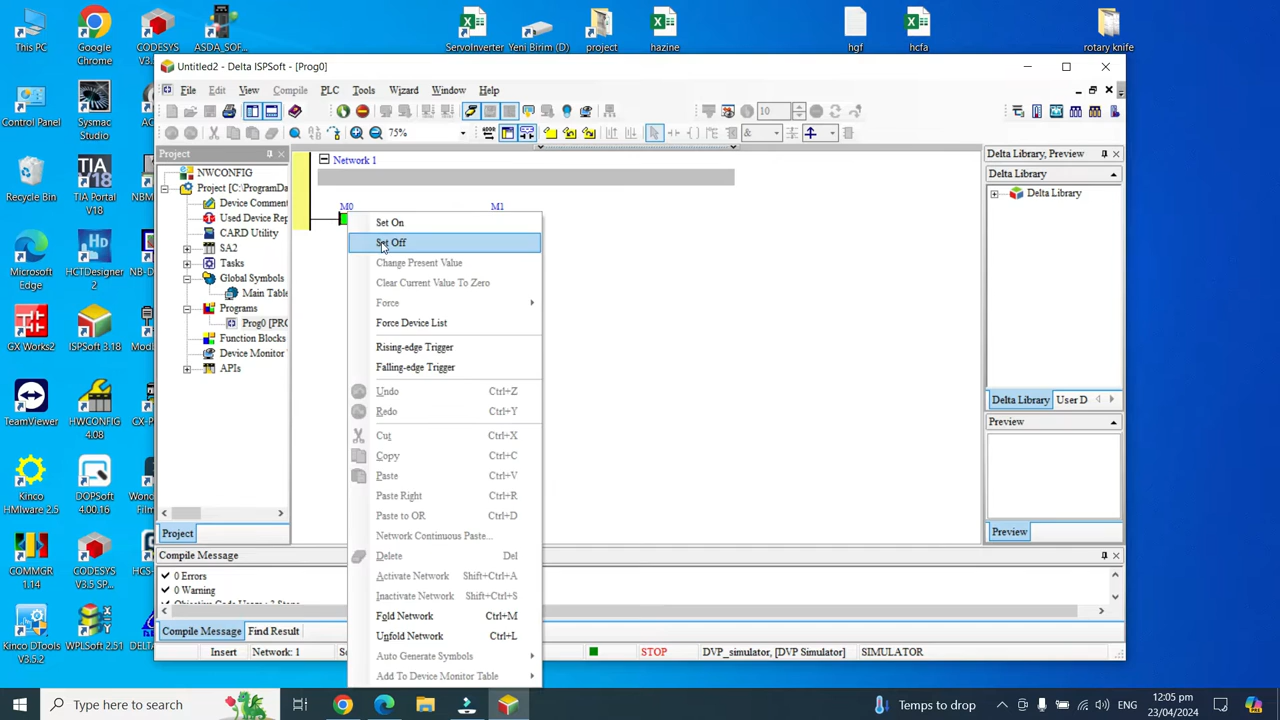 This PC
Google
Chrome
CODESYS
V3....
ASDA_SOF...
ServoInverter
Yeni Birim (D)
project
hazine
hgf
hcfa
rotary knife
Control Panel
Sysmac
Studio
Recycle Bin
TIA Portal
V18
Microsoft
Edge
HCTDesigner
2
GX Works2
ISPSoft 3.18
TeamViewer
HWCONFIG
4.08
Kinco
HMIware 2.5
DOPSoft
4.00.16
COMMGR
1.14
CODESYS
V3.5 SP...
Kinco DTools
V3.5.2
WPLSoft 2.51
Untitled2 - Delta ISPSoft - [Prog0]
File Edit View Compile PLC Tools Wizard Window Help
10
75%
Project
NWCONFIG
Project [C:\ProgramDa
Device Comment
Used Device Rep
CARD Utility
SA2
Tasks
Global Symbols
Main Table
Programs
Prog0 [PRG
Function Blocks
Device Monitor
APIs
Project
Network 1
M0 M1
Set On
Set Off
Change Present Value
Clear Current Value To Zero
Force
Force Device List
Rising-edge Trigger
Falling-edge Trigger
Undo Ctrl+Z
Redo Ctrl+Y
Cut Ctrl+X
Copy Ctrl+C
Paste Ctrl+V
Paste Right Ctrl+R
Paste to OR Ctrl+D
Network Continuous Paste...
Delete Del
Activate Network Shift+Ctrl+A
Inactivate Network Shift+Ctrl+S
Fold Network Ctrl+M
Unfold Network Ctrl+L
Auto Generate Symbols
Add To Device Monitor Table
Delta Library, Preview
Delta Library
Delta Library
Delta Library User D
Preview
Preview
Compile Message
0 Errors
0 Warning
Compile Message Find Result
Insert Network: 1 STOP DVP_simulator, [DVP Simulator] SIMULATOR
Type here to search
Temps to drop
ENG
12:05 pm
23/04/2024